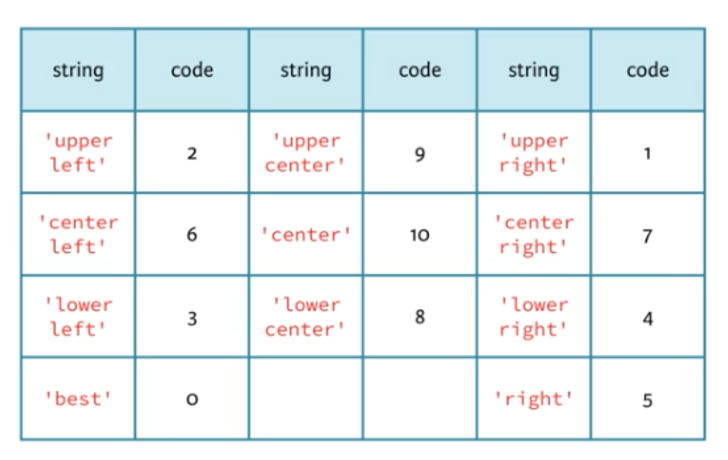 string code string code string code
'upper left' 2 'upper center' 9 'upper right' 1
'center left' 6 'center' 10 'center right' 7
'lower left' 3 'lower center' 8 'lower right' 4
'best' 0 'right' 5